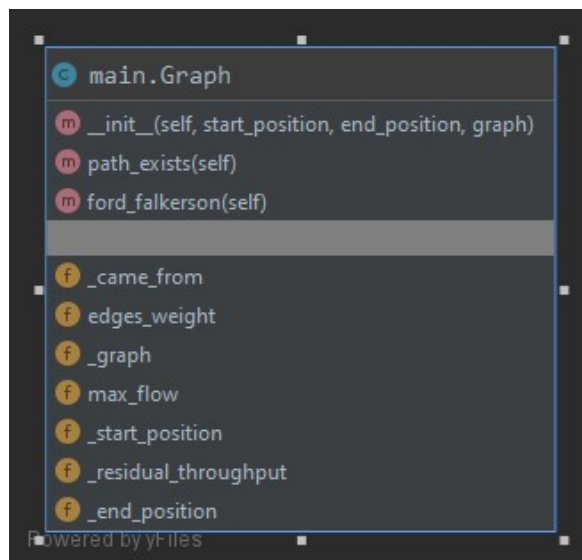 C main.Graph
m __init__(self, start_position, end_position, graph)
m path_exists(self)
m ford_falkerson(self)
f _came_from
f edges_weight
f _graph
f max_flow
f _start_position
f _residual_throughput
f _end_position
Powered by yFiles